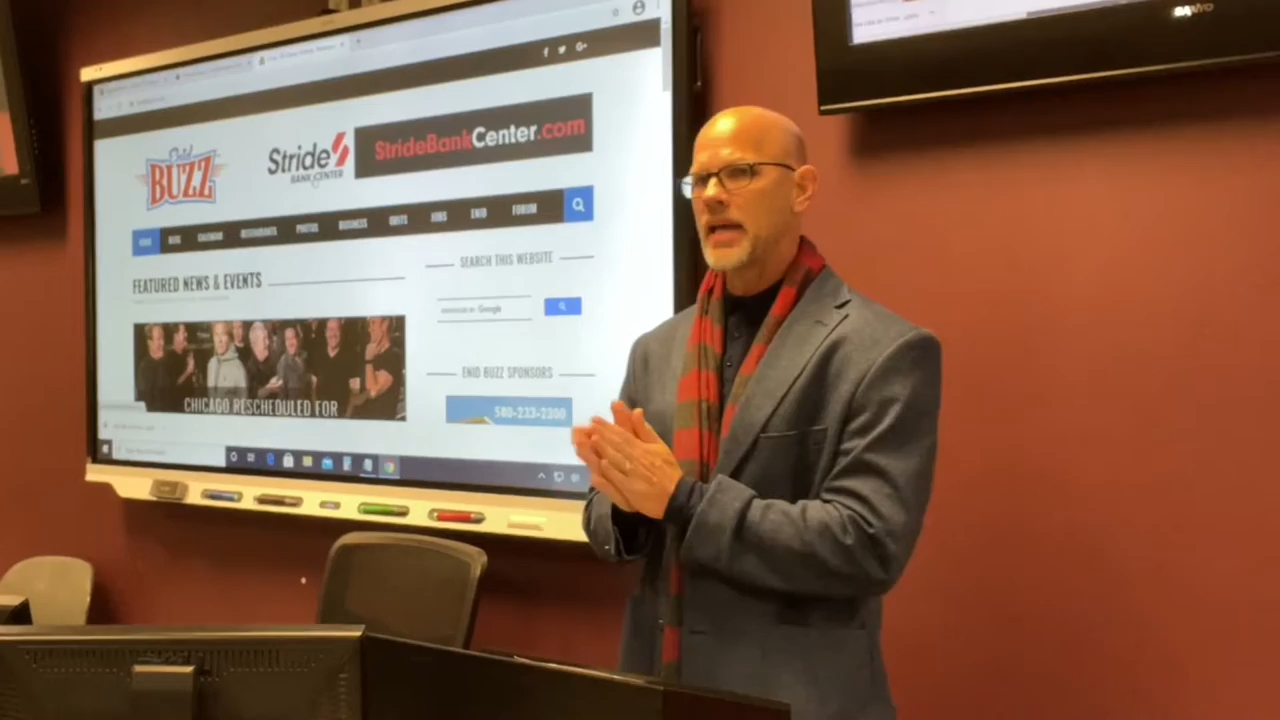 SANYO
Enid
BUZZ
Stride
BANK CENTER
StrideBankCenter.com
HOME BLOG CALENDAR RESTAURANTS PHOTOS BUSINESS OBITS JOBS ENID FORUM
FEATURED NEWS & EVENTS
SEARCH THIS WEBSITE
Google
CHICAGO RESCHEDULED FOR
ENID BUZZ SPONSORS
580-233-2300